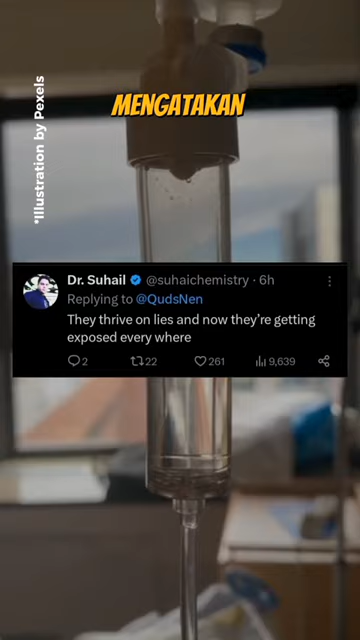 MENGATAKAN
*Illustration by Pexels
Dr. Suhail @suhaichemistry · 6h
Replying to @QudsNen
They thrive on lies and now they're getting
exposed every where
2 22 261 9,639